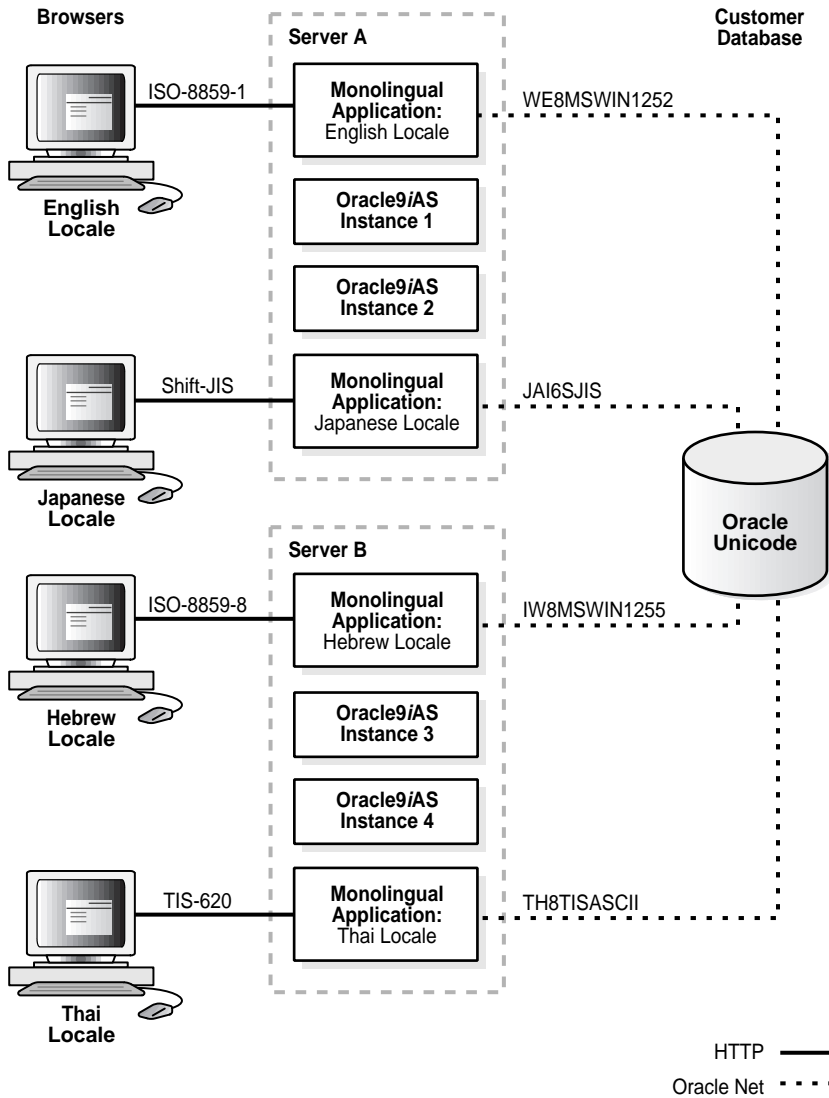 Browsers
Customer
Database
Server A
ISO-8859-1
Monolingual
Application:
English Locale
WE8MSWIN1252
English
Locale
Oracle9iAS
Instance 1
Oracle9iAS
Instance 2
Shift-JIS
Monolingual
Application:
Japanese Locale
JAI6SJIS
Japanese
Locale
Oracle
Unicode
Server B
ISO-8859-8
Monolingual
Application:
Hebrew Locale
IW8MSWIN1255
Hebrew
Locale
Oracle9iAS
Instance 3
Oracle9iAS
Instance 4
TIS-620
Monolingual
Application:
Thai Locale
TH8TISASCII
Thai
Locale
HTTP
Oracle Net